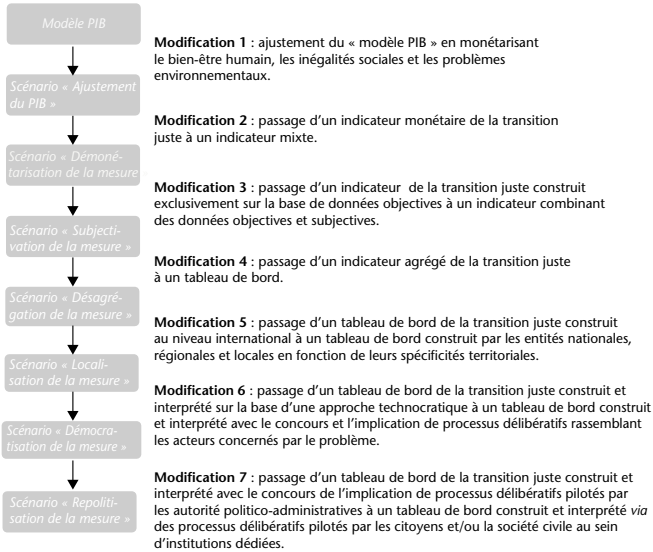 Modèle PIB
Modification 1 : ajustement du « modèle PIB » en monétarisant
le bien-être humain, les inégalités sociales et les problèmes
environnementaux.
Scénario « Ajustement
du PIB »
Modification 2 : passage d'un indicateur monétaire de la transition
juste à un indicateur mixte.
Scénario « Démoné-
tarisation de la mesure
Modification 3 : passage d'un indicateur de la transition juste construit
exclusivement sur la base de données objectives à un indicateur combinant
des données objectives et subjectives.
Scénario « Subjecti-
vation de la mesure »
Modification 4 : passage d'un indicateur agrégé de la transition juste
à un tableau de bord.
Scénario « Désagré-
gation de la mesure »
Modification 5 : passage d'un tableau de bord de la transition juste construit
au niveau international à un tableau de bord construit par les entités nationales,
régionales et locales en fonction de leurs spécificités territoriales.
Scénario « Locali-
sation de la mesure »
Modification 6 : passage d'un tableau de bord de la transition juste construit et
interprété sur la base d'une approche technocratique à un tableau de bord construit
et interprété avec le concours et l'implication de processus délibératifs rassemblant
les acteurs concernés par le problème.
Scénario « Démocra-
tisation de la mesure »
Modification 7 : passage d'un tableau de bord de la transition juste construit et
interprété avec le concours de l'implication de processus délibératifs pilotés par
les autorité politico-administratives à un tableau de bord construit et interprété via
des processus délibératifs pilotés par les citoyens et/ou la société civile au sein
d'institutions dédiées.
Scénario « Repoliti-
sation de la mesure »